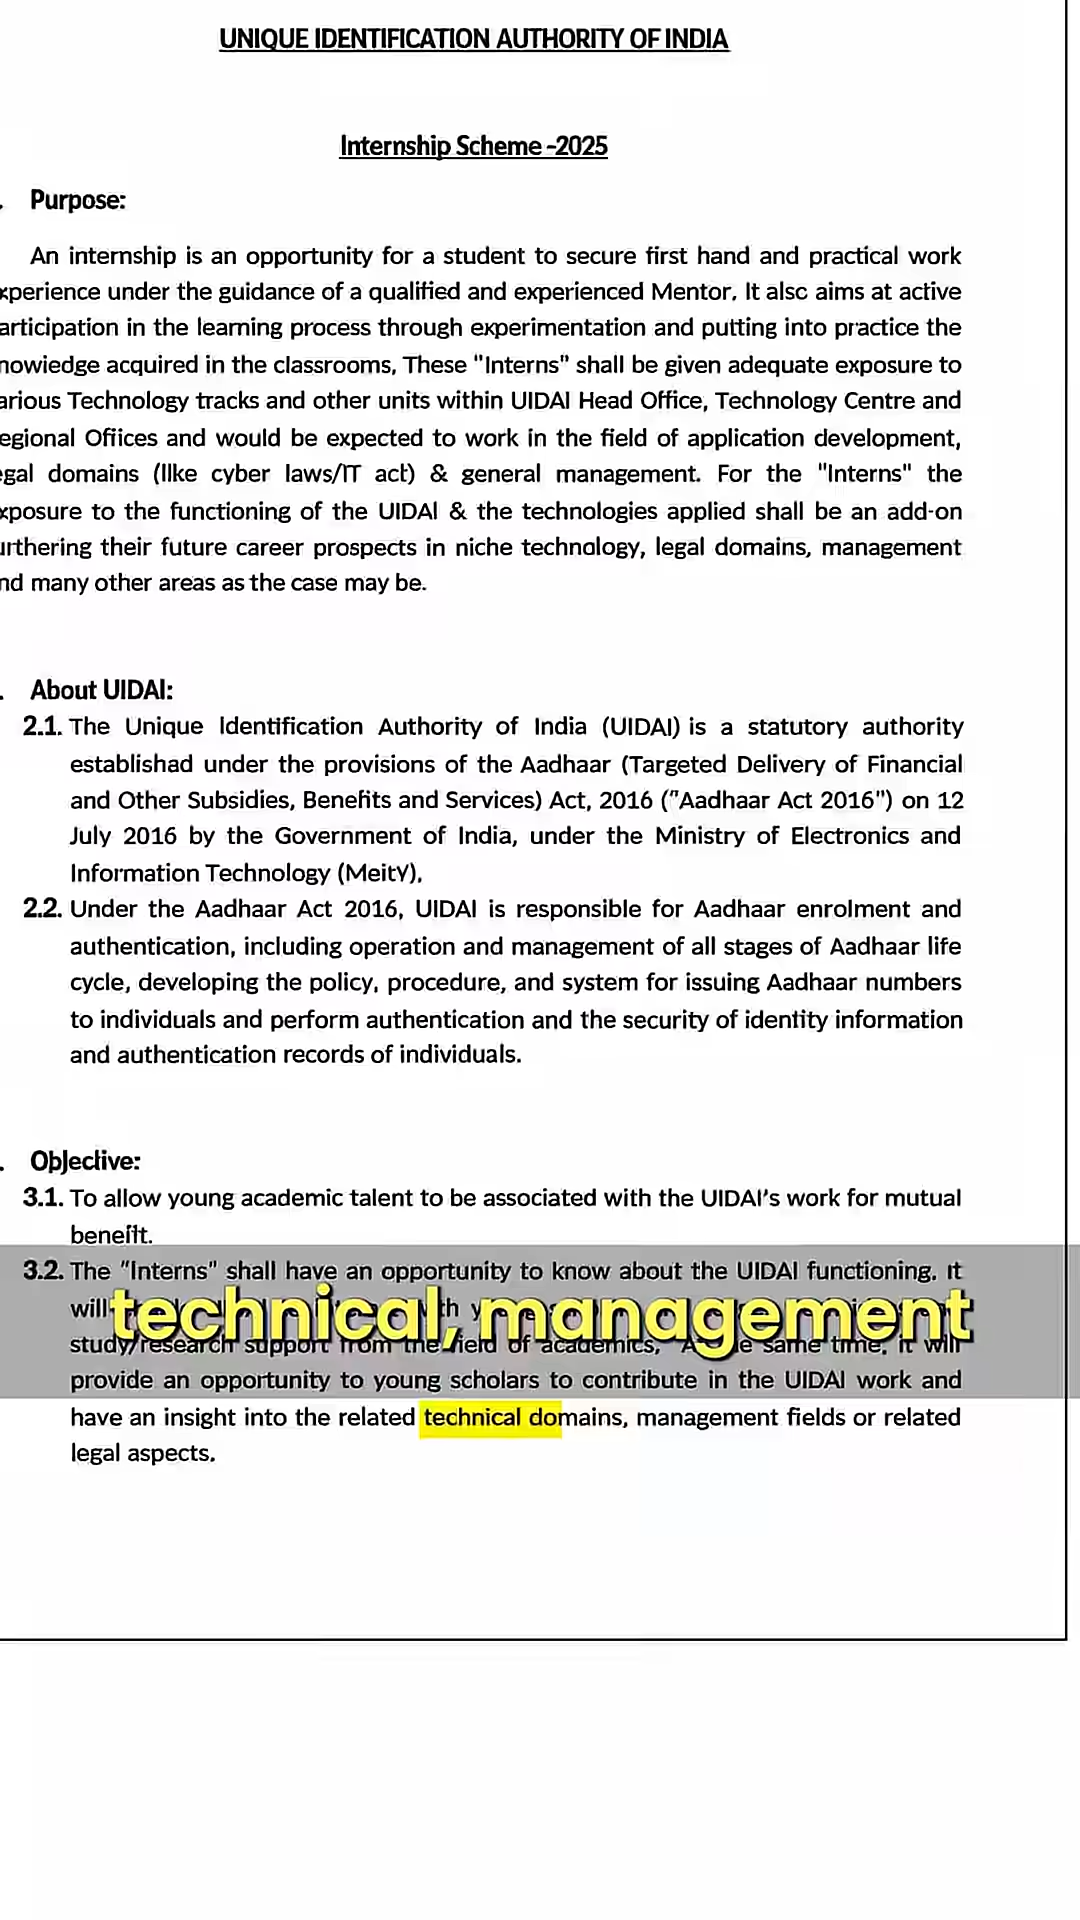 UNIQUE IDENTIFICATION AUTHORITY OF INDIA
Internship Scheme -2025
. Purpose:
An internship is an opportunity for a student to secure first hand and practical work
xperience under the guidance of a qualified and experienced Mentor. It alsc aims at active
articipation in the learning process through experimentation and putting into practice the
nowiedge acquired in the classrooms, These "Interns" shall be given adequate exposure to
arious Technology tracks and other units within UIDAI Head Office, Technology Centre and
egional Offices and would be expected to work in the field of application development,
egal domains (llke cyber laws/IT act) & general management. For the "Interns" the
xposure to the functioning of the UIDAI & the technologies applied shall be an add-on
urthering their future career prospects in niche technology, legal domains, management
nd many other areas as the case may be.
. About UIDAI:
2.1. The Unique Identification Authority of India (UIDAI) is a statutory authority
establishad under the provisions of the Aadhaar (Targeted Delivery of Financial
and Other Subsidies, Benefits and Services) Act, 2016 ("Aadhaar Act 2016") on 12
July 2016 by the Government of India, under the Ministry of Electronics and
Information Technology (MeitY),
2.2. Under the Aadhaar Act 2016, UIDAI is responsible for Aadhaar enrolment and
authentication, including operation and management of all stages of Aadhaar life
cycle, developing the policy, procedure, and system for issuing Aadhaar numbers
to individuals and perform authentication and the security of identity information
and authentication records of individuals.
. Objective:
3.1. To allow young academic talent to be associated with the UIDAI's work for mutual
benefit.
3.2. The "Interns" shall have an opportunity to know about the UIDAI functioning. It
will
technical, management
study/research support from the field of academics, same time, it will
provide an opportunity to young scholars to contribute in the UIDAI work and
have an insight into the related technical domains, management fields or related
legal aspects.